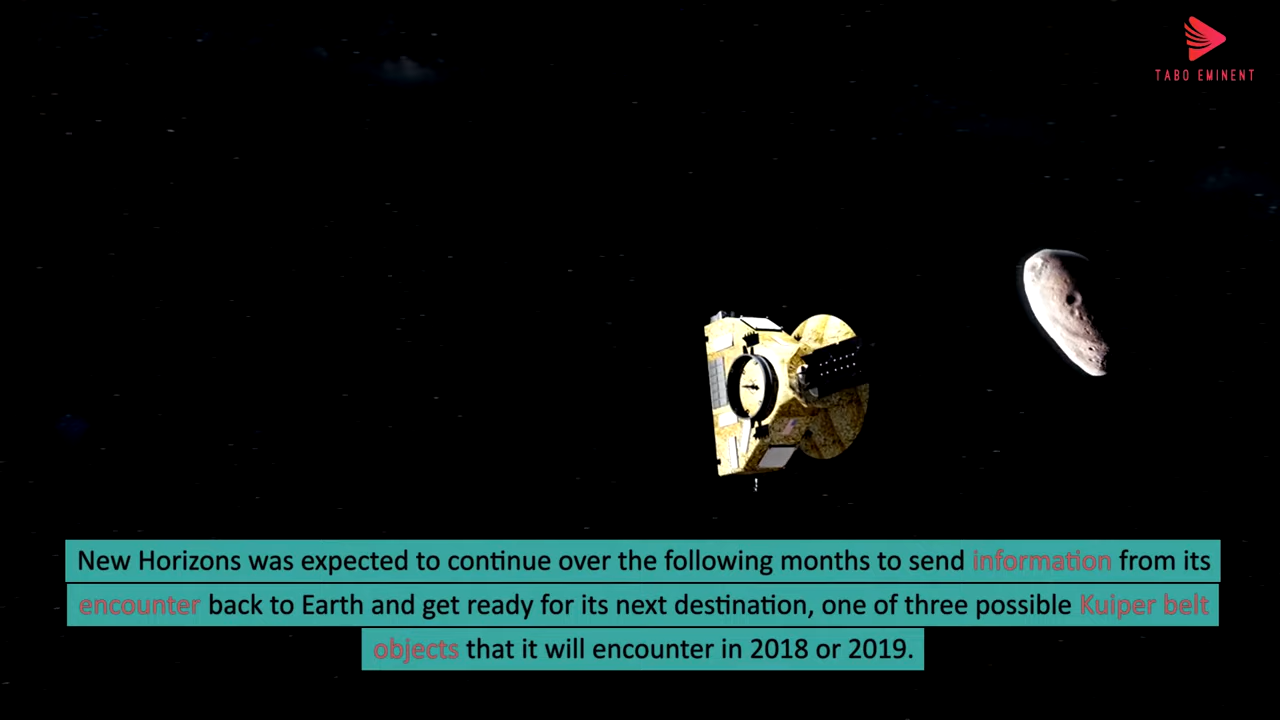 TABO EMINENT
New Horizons was expected to continue over the following months to send information from its
encounter back to Earth and get ready for its next destination, one of three possible Kuiper belt
objects that it will encounter in 2018 or 2019.